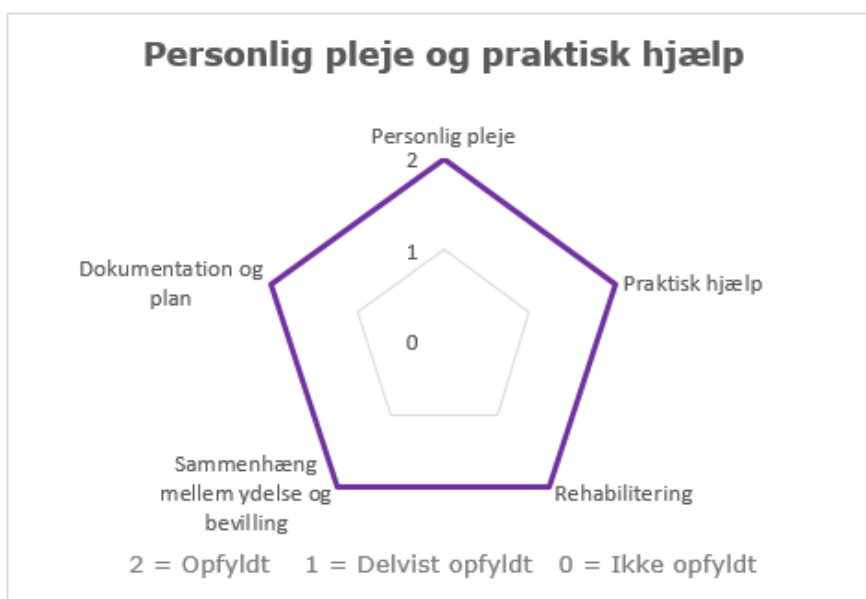 Personlig pleje og praktisk hjælp
Personlig pleje
2
1
0
Praktisk hjælp
Rehabilitering
Sammenhæng
mellem ydelse og
bevilling
Dokumentation og
plan
2 = Opfyldt 1 = Delvist opfyldt 0 = Ikke opfyldt